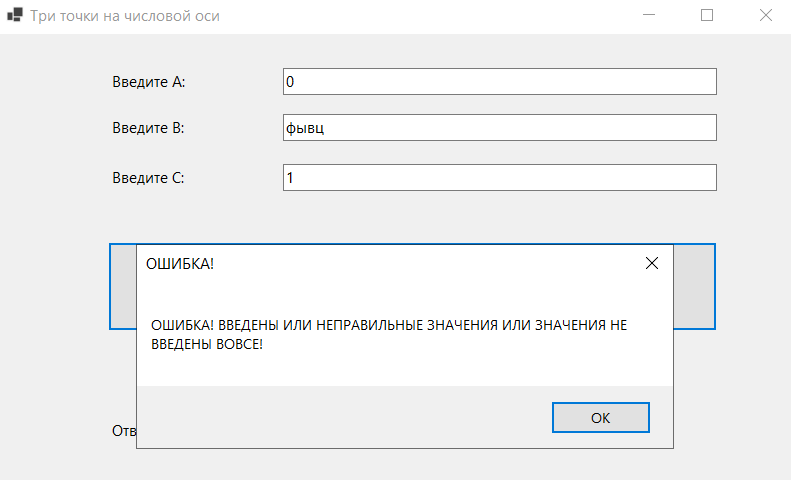 Три точки на числовой оси
Введите А:
0
Введите В:
фывц
Введите С:
1
ОШИБКА!
ОШИБКА! ВВЕДЕНЫ ИЛИ НЕПРАВИЛЬНЫЕ ЗНАЧЕНИЯ ИЛИ ЗНАЧЕНИЯ НЕ
ВВЕДЕНЫ ВОВСЕ!
ОК
Отв